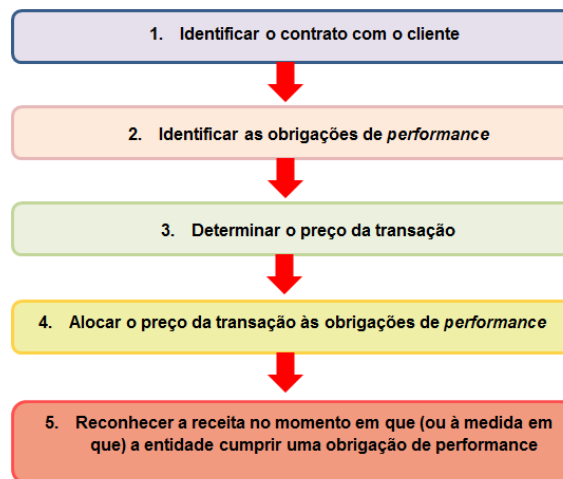 1. Identificar o contrato com o cliente
2. Identificar as obrigações de performance
3. Determinar o preço da transação
4. Alocar o preço da transação às obrigações de performance
5. Reconhecer a receita no momento em que (ou à medida em
que) a entidade cumprir uma obrigação de performance